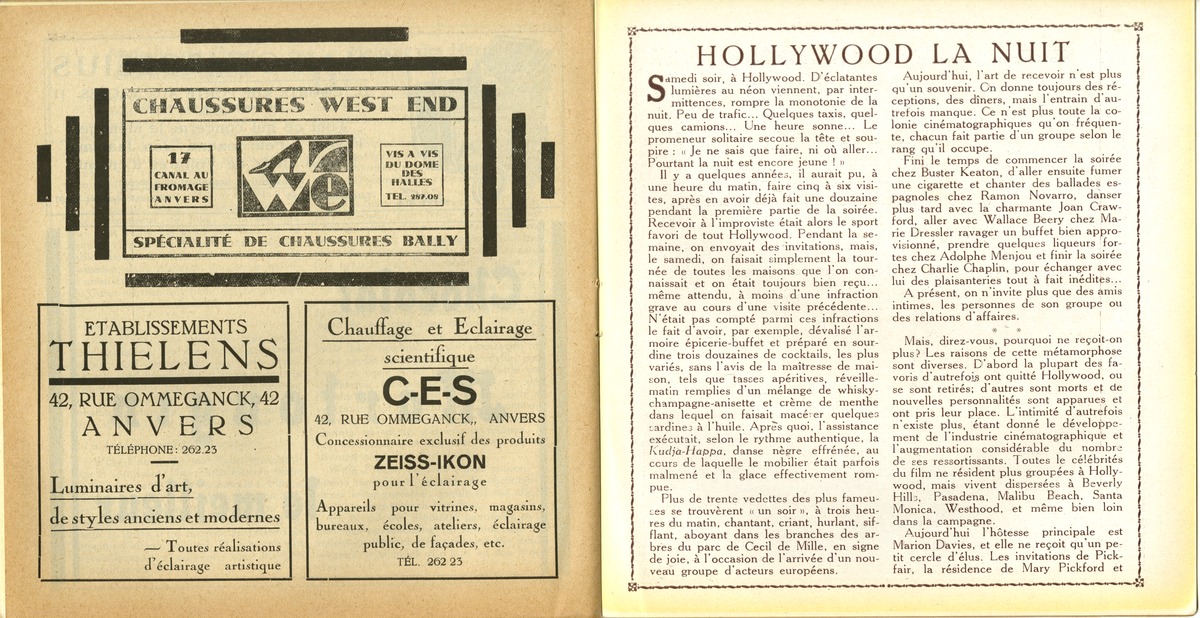 CHAUSSURES WEST END
17
CANAL AU
FROMAGE
ANVERS
We
VIS A VIS
DU DOME
DES
HALLES
TEL. 287.08
SPÉCIALITÉ DE CHAUSSURES BALLY
ETABLISSEMENTS
THIELENS
42, RUE OMMEGANCK, 42
ANVERS
TÉLÉPHONE: 262.23
Luminaires d'art,
de styles anciens et modernes
— Toutes réalisations
d'éclairage artistique
Chauffage et Eclairage
scientifique
C-E-S
42, RUE OMMEGANCK,, ANVERS
Concessionnaire exclusif des produits
ZEISS-IKON
pour l'éclairage
Appareils pour vitrines, magasins,
bureaux, écoles, ateliers, éclairage
public, de façades, etc.
TÉL. 262 23
HOLLYWOOD LA NUIT
Samedi soir, à Hollywood. D'éclatantes
lumières au néon viennent, par inter-
mittences, rompre la monotonie de la
nuit. Peu de trafic... Quelques taxis, quel-
ques camions... Une heure sonne... Le
promeneur solitaire secoue la tête et sou-
pire : « Je ne sais que faire, ni où aller...
Pourtant la nuit est encore jeune ! »
Il y a quelques années, il aurait pu, à
une heure du matin, faire cinq à six visi-
tes, après en avoir déjà fait une douzaine
pendant la première partie de la soirée.
Recevoir à l'improviste était alors le sport
favori de tout Hollywood. Pendant la se-
maine, on envoyait des invitations, mais,
le samedi, on faisait simplement la tour-
née de toutes les maisons que l'on con-
naissait et on était toujours bien reçu...
même attendu, à moins d'une infraction
grave au cours d'une visite précédente...
N'était pas compté parmi ces infractions
le fait d'avoir, par exemple, dévalisé l'ar-
moire épicerie-buffet et préparé en sour-
dine trois douzaines de cocktails, les plus
variés, sans l'avis de la maîtresse de mai-
son, tels que tasses apéritives, réveille-
matin remplies d'un mélange de whisky-
champagne-anisette et crème de menthe
dans lequel on faisait macérer quelques
sardines à l'huile. Après quoi, l'assistance
exécutait, selon le rythme authentique, la
Kudja-Happa, danse nègre effrénée, au
cours de laquelle le mobilier était parfois
malmené et la glace effectivement rom-
pue.
Plus de trente vedettes des plus fameu-
ses se trouvèrent « un soir », à trois heu-
res du matin, chantant, criant, hurlant, sif-
flant, aboyant dans les branches des ar-
bres du parc de Cecil de Mille, en signe
de joie, à l'occasion de l'arrivée d'un nou-
veau groupe d'acteurs européens.
Aujourd'hui, l'art de recevoir n'est plus
qu'un souvenir. On donne toujours des ré-
ceptions, des dîners, mais l'entrain d'au-
trefois manque. Ce n'est plus toute la co-
lonie cinématographiques qu'on fréquen-
te, chacun fait partie d'un groupe selon le
rang qu'il occupe.
Fini le temps de commencer la soirée
chez Buster Keaton, d'aller ensuite fumer
une cigarette et chanter des ballades es-
pagnoles chez Ramon Novarro, danser
plus tard avec la charmante Joan Craw-
ford, aller avec Wallace Beery chez Ma-
rie Dressler ravager un buffet bien appro-
visionné, prendre quelques liqueurs for-
tes chez Adolphe Menjou et finir la soirée
chez Charlie Chaplin, pour échanger avec
lui des plaisanteries tout à fait inédites...
A présent, on n'invite plus que des amis
intimes, les personnes de son groupe ou
des relations d'affaires.
* * *
Mais, direz-vous, pourquoi ne reçoit-on
plus? Les raisons de cette métamorphose
sont diverses. D'abord la plupart des fa-
voris d'autrefois ont quitté Hollywood, ou
se sont retirés; d'autres sont morts et de
nouvelles personnalités sont apparues et
ont pris leur place. L'intimité d'autrefois
n'existe plus, étant donné le développe-
ment de l'industrie cinématographique et
l'augmentation considérable du nombre
de ses ressortissants. Toutes le célébrités
du film ne résident plus groupées à Holly-
wood, mais vivent dispersées à Beverly
Hills, Pasadena, Malibu Beach, Santa
Monica, Westhood, et même bien loin
dans la campagne.
Aujourd'hui l'hôtesse principale est
Marion Davies, et elle ne reçoit qu'un pe-
tit cercle d'élus. Les invitations de Pick-
fair, la résidence de Mary Pickford et